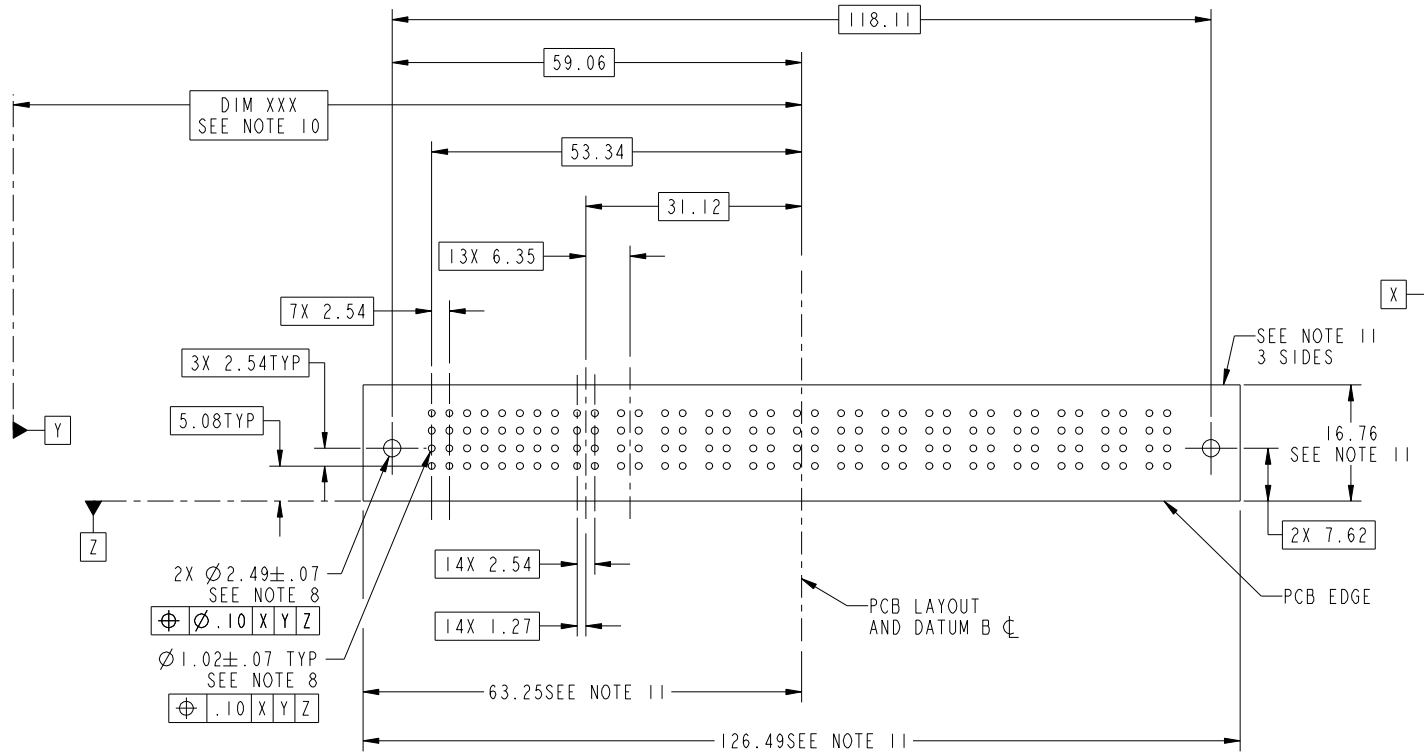 118.11
59.06
DIM XXX
SEE NOTE 10
53.34
31.12
13X 6.35
X
7X 2.54
SEE NOTE 11
3 SIDES
3X 2.54TYP
5.08TYP
Y
16.76
SEE NOTE 11
Z
2X 7.62
14X 2.54
2X Ø2.49±.07
SEE NOTE 8
⌖ Ø.10 X Y Z
PCB EDGE
PCB LAYOUT
AND DATUM B ℄
14X 1.27
Ø1.02±.07 TYP
SEE NOTE 8
⌖ .10 X Y Z
63.25SEE NOTE 11
126.49SEE NOTE 11